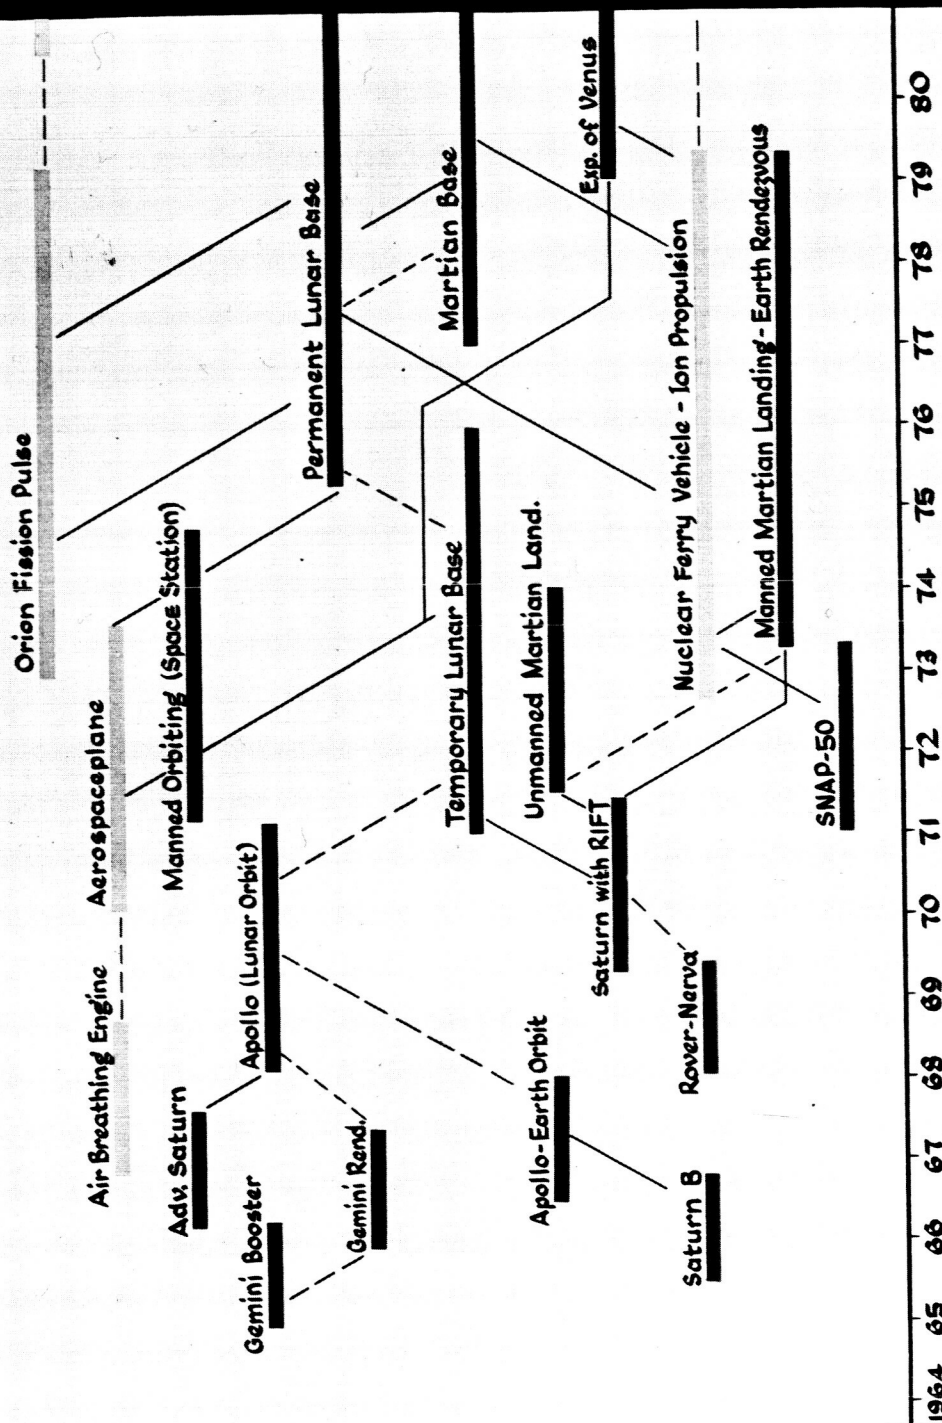 Orion Fission Pulse
Air Breathing Engine
Aerospaceplane
Adv. Saturn
Manned Orbiting (Space Station)
Gemini Booster
Apollo (Lunar Orbit)
Permanent Lunar Base
Gemini Rend.
Temporary Lunar Base
Martian Base
Apollo-Earth Orbit
Unmanned Martian Land.
Saturn with RIFT
Exp. of Venus
Saturn B
Rover-Nerva
Nuclear Ferry Vehicle - Ion Propulsion
Manned Martian Landing - Earth Rendezvous
SNAP-50
1964 65 66 67 68 69 70 71 72 73 74 75 76 77 78 79 80